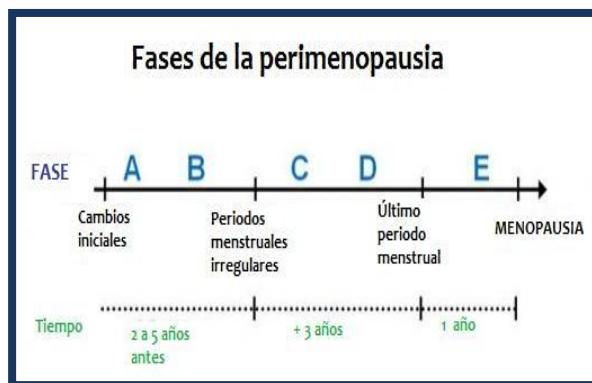 Fases de la perimenopausia
FASE A B C D E
Cambios
iniciales
Periodos
menstruales
irregulares
Último
periodo
menstrual
MENOPAUSIA
Tiempo
2 a 5 años
antes
+ 3 años
1 año